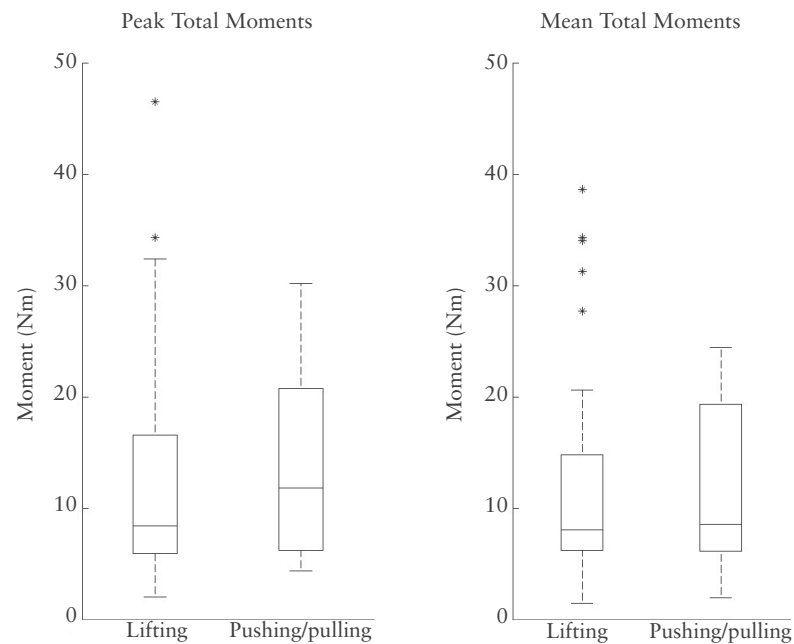 Peak Total Moments
50
40
30
20
10
0
Moment (Nm)
Lifting
Pushing/pulling
Mean Total Moments
50
40
30
20
10
0
Moment (Nm)
Lifting
Pushing/pulling